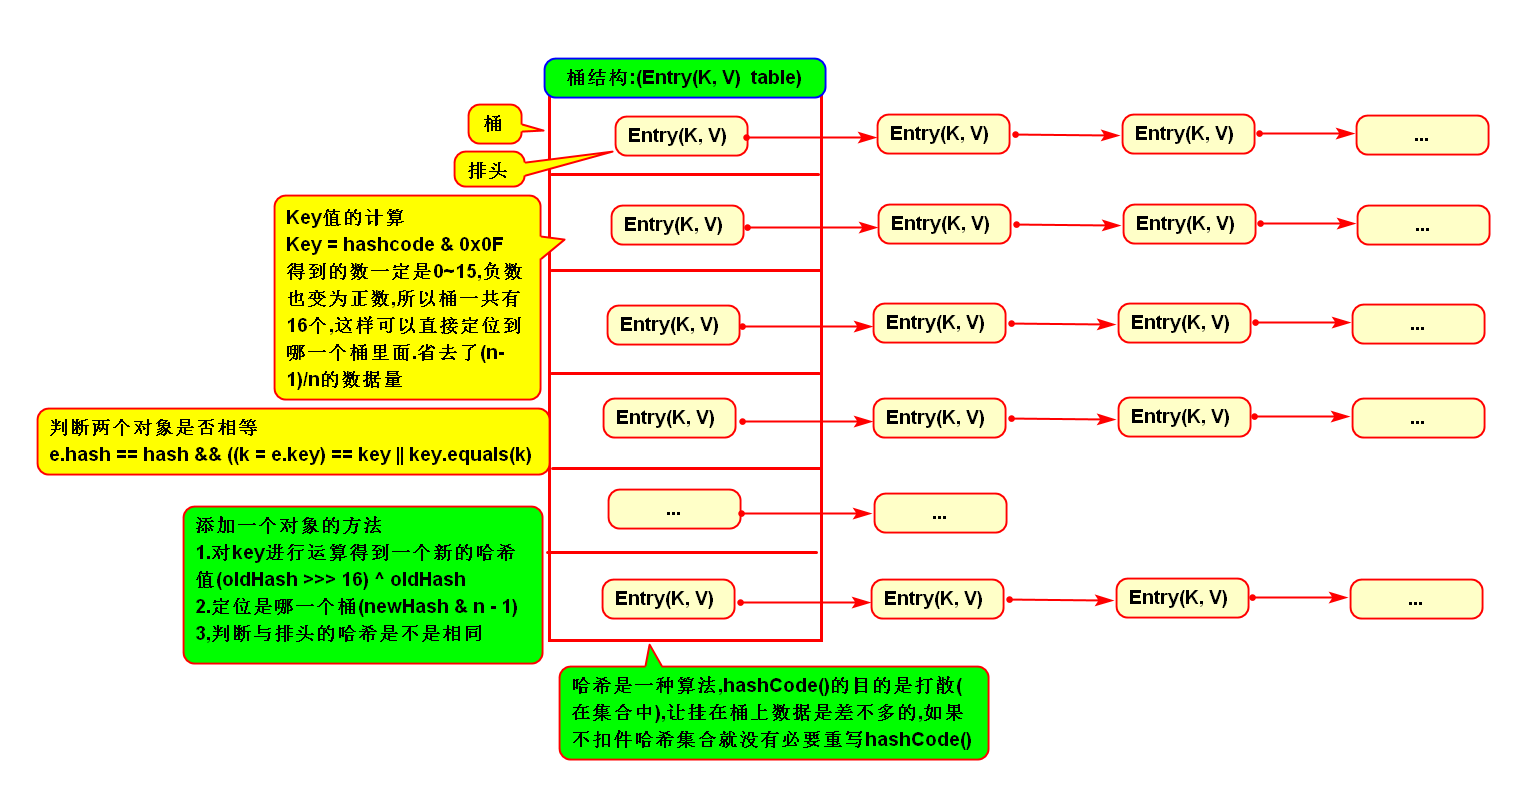 桶结构:(Entry(K, V) table)
桶
Entry(K, V)
Entry(K, V)
Entry(K, V)
...
排头
Key值的计算
Key = hashcode & 0x0F
得到的数一定是0~15,负数
也变为正数,所以桶一共有
16个,这样可以直接定位到
哪一个桶里面.省去了(n-
1)/n的数据量
Entry(K, V)
Entry(K, V)
Entry(K, V)
...
Entry(K, V)
Entry(K, V)
Entry(K, V)
...
判断两个对象是否相等
e.hash == hash && ((k = e.key) == key || key.equals(k)
Entry(K, V)
Entry(K, V)
Entry(K, V)
...
...
...
添加一个对象的方法
1.对key进行运算得到一个新的哈希
值(oldHash >>> 16) ^ oldHash
2.定位是哪一个桶(newHash & n - 1)
3,判断与排头的哈希是不是相同
Entry(K, V)
Entry(K, V)
Entry(K, V)
...
哈希是一种算法,hashCode()的目的是打散(
在集合中),让挂在桶上数据是差不多的,如果
不扣件哈希集合就没有必要重写hashCode()